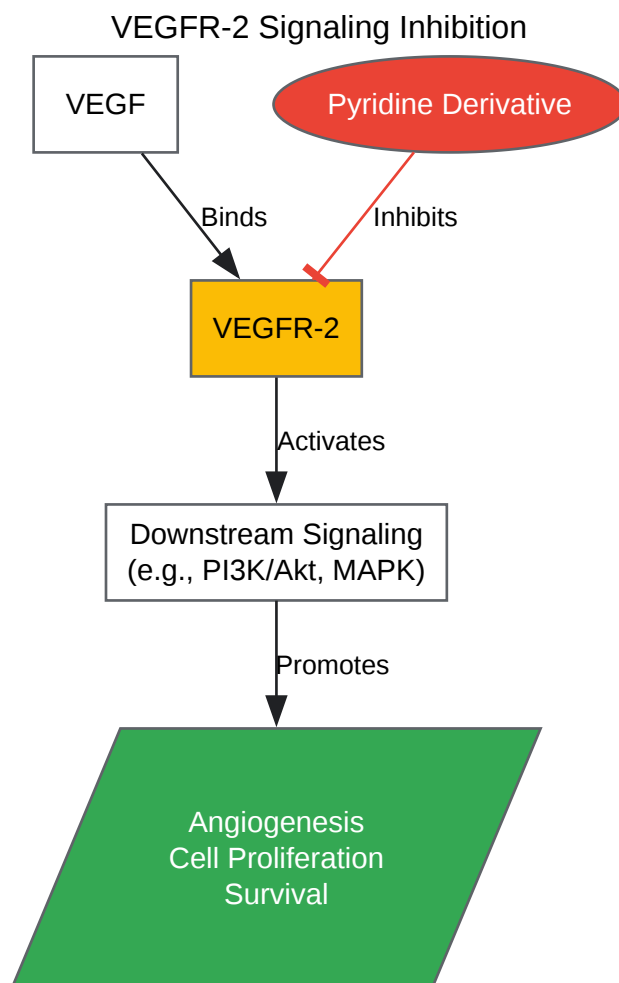 VEGFR-2 Signaling Inhibition
VEGF
Pyridine Derivative
Binds
Inhibits
VEGFR-2
Activates
Downstream Signaling
(e.g., PI3K/Akt, MAPK)
Promotes
Angiogenesis
Cell Proliferation
Survival